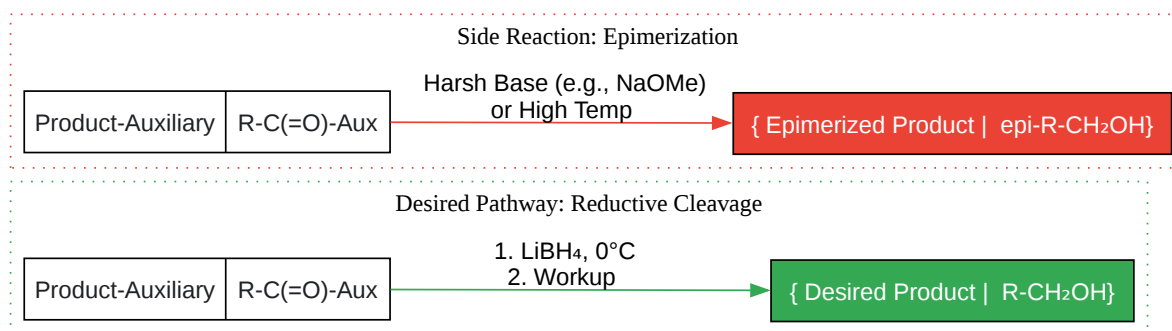 Side Reaction: Epimerization
Harsh Base (e.g., NaOMe)
or High Temp
Product-Auxiliary
R-C(=O)-Aux
{ Epimerized Product | epi-R-CH₂OH}
Desired Pathway: Reductive Cleavage
1. LiBH₄, 0°C
2. Workup
Product-Auxiliary
R-C(=O)-Aux
{ Desired Product | R-CH₂OH}